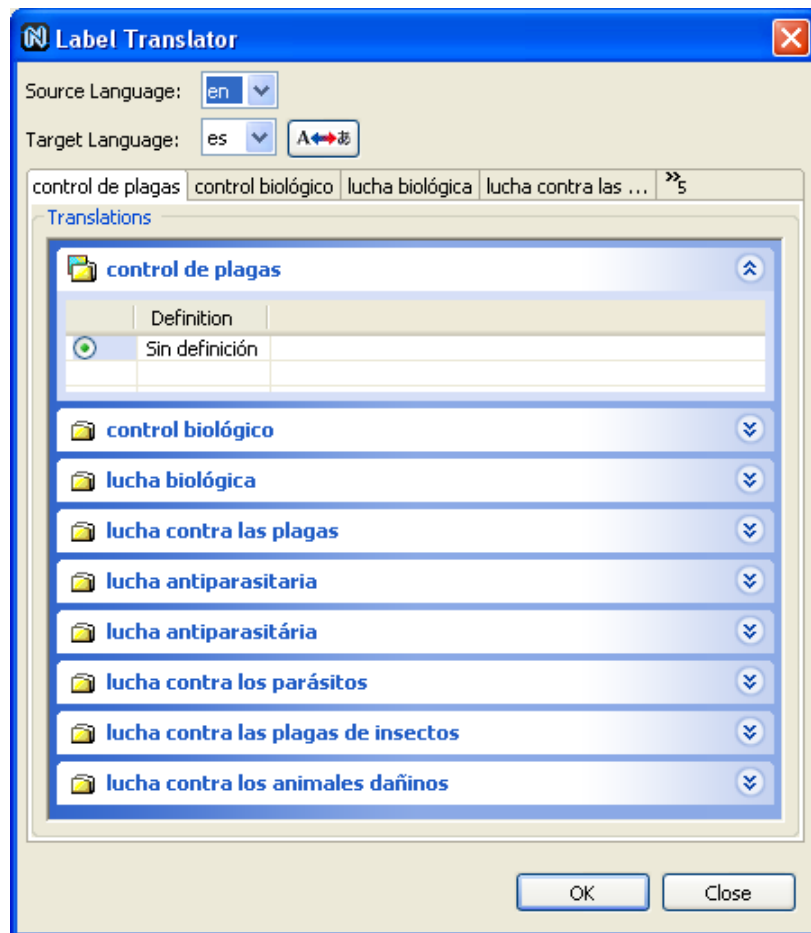 Label Translator
Source Language: en
Target Language: es A あ
control de plagas control biológico lucha biológica lucha contra las ... »5
Translations
control de plagas
Definition
Sin definición
control biológico
lucha biológica
lucha contra las plagas
lucha antiparasitaria
lucha antiparasitária
lucha contra los parásitos
lucha contra las plagas de insectos
lucha contra los animales dañinos
OK Close